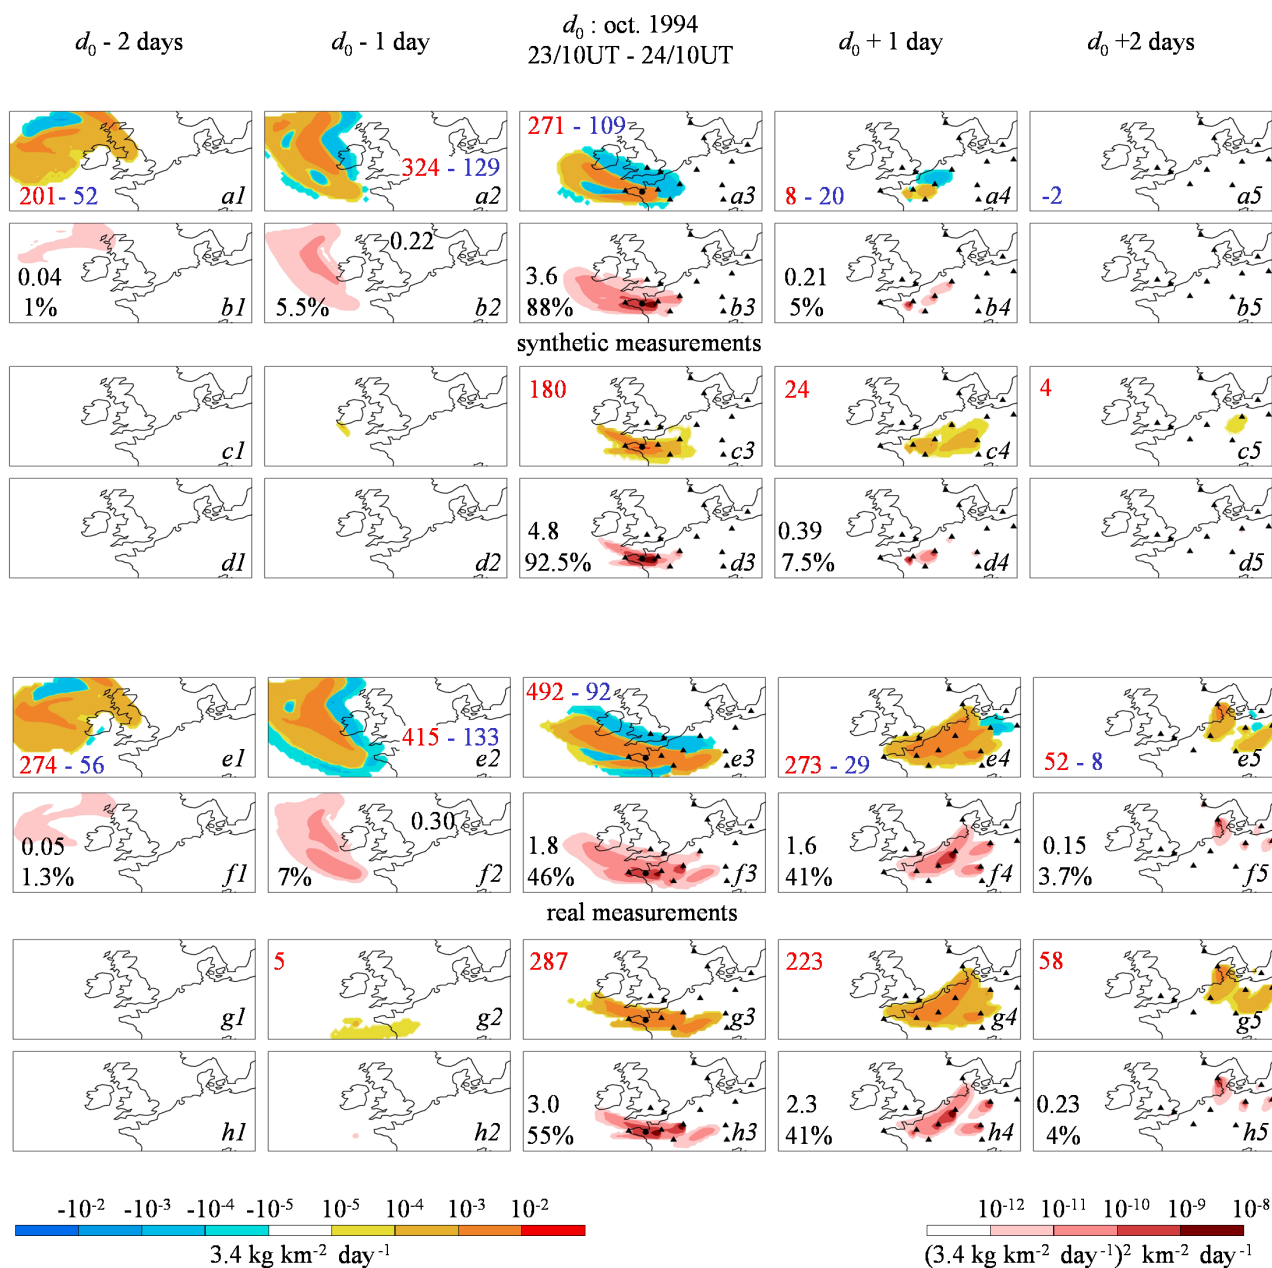 d0 - 2 days
d0 - 1 day
d0 : oct. 1994
23/10UT - 24/10UT
d0 + 1 day
d0 +2 days
201 - 52 a1
324 - 129 a2
271 - 109 a3
8 - 20 a4
-2 a5
0.04 1% b1
0.22 5.5% b2
3.6 88% b3
0.21 5% b4
b5
synthetic measurements
c1
c2
180 c3
24 c4
4 c5
d1
d2
4.8 92.5% d3
0.39 7.5% d4
d5
274 - 56 e1
415 - 133 e2
492 - 92 e3
273 - 29 e4
52 - 8 e5
0.05 1.3% f1
0.30 7% f2
1.8 46% f3
1.6 41% f4
0.15 3.7% f5
real measurements
g1
5 g2
287 g3
223 g4
58 g5
h1
h2
3.0 55% h3
2.3 41% h4
0.23 4% h5
-10⁻² -10⁻³ -10⁻⁴ -10⁻⁵ 10⁻⁵ 10⁻⁴ 10⁻³ 10⁻²
3.4 kg km⁻² day⁻¹
10⁻¹² 10⁻¹¹ 10⁻¹⁰ 10⁻⁹ 10⁻⁸
(3.4 kg km⁻² day⁻¹)² km⁻² day⁻¹